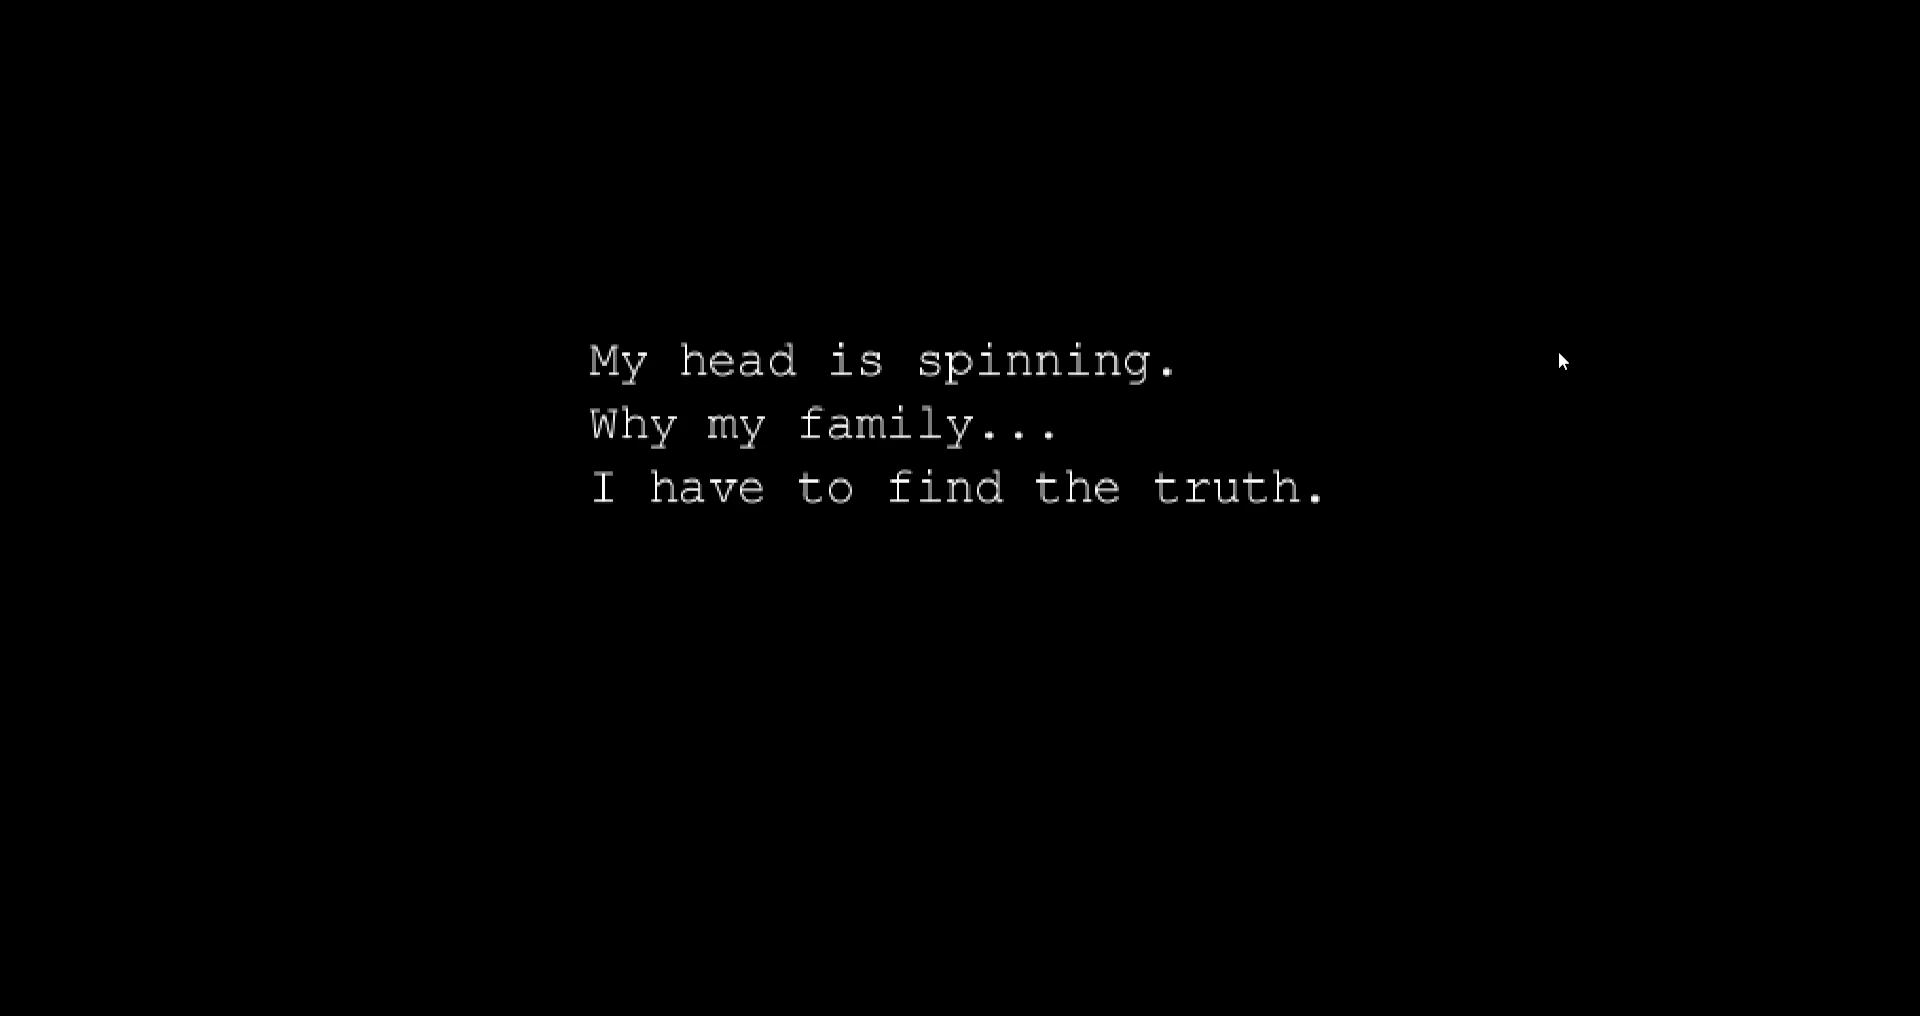 My head is spinning.
Why my family...
I have to find the truth.